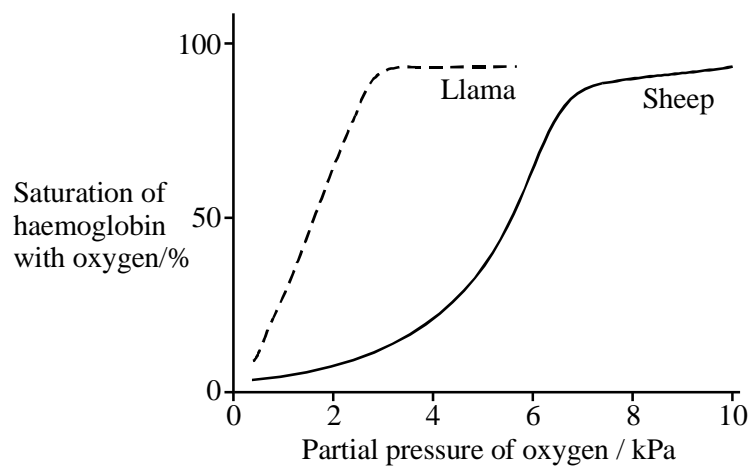 100
Llama
Sheep
Saturation of
haemoglobin
with oxygen/%
50
0
0 2 4 6 8 10
Partial pressure of oxygen / kPa